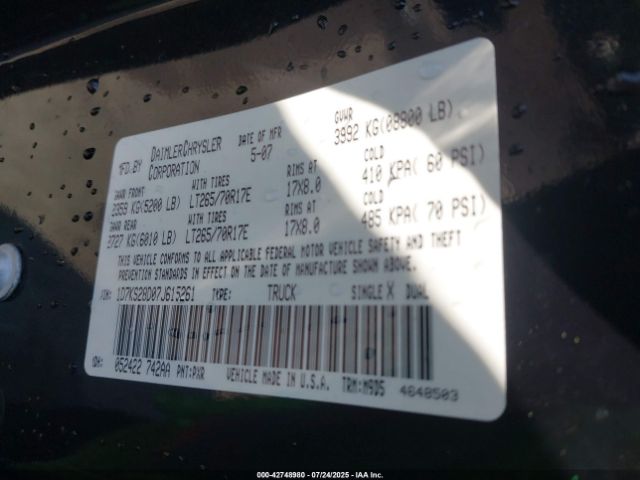 MFD.BY DAIMLERCHRYSLER CORPORATION DATE OF MFR 5-07 GVWR 3992 KG(08800 LB)
GAWR FRONT WITH TIRES RIMS AT COLD
2359 KG(5200 LB) LT265/70R17E 17X8.0 410 KPA( 60 PSI)
GAWR REAR WITH TIRES RIMS AT COLD
2727 KG(6010 LB) LT265/70R17E 17X8.0 485 KPA( 70 PSI)
THIS VEHICLE CONFORMS TO ALL APPLICABLE FEDERAL MOTOR VEHICLE SAFETY AND THEFT
PREVENTION STANDARDS IN EFFECT ON THE DATE OF MANUFACTURE SHOWN ABOVE.
VIN: 1D7KS28D07J615261 TYPE: TRUCK SINGLE X DUAL
052422 742AA PNT:PXR VEHICLE MADE IN U.S.A. TRM:M9D5 4648503
000-42748980 07/24/2025 IAA Inc.